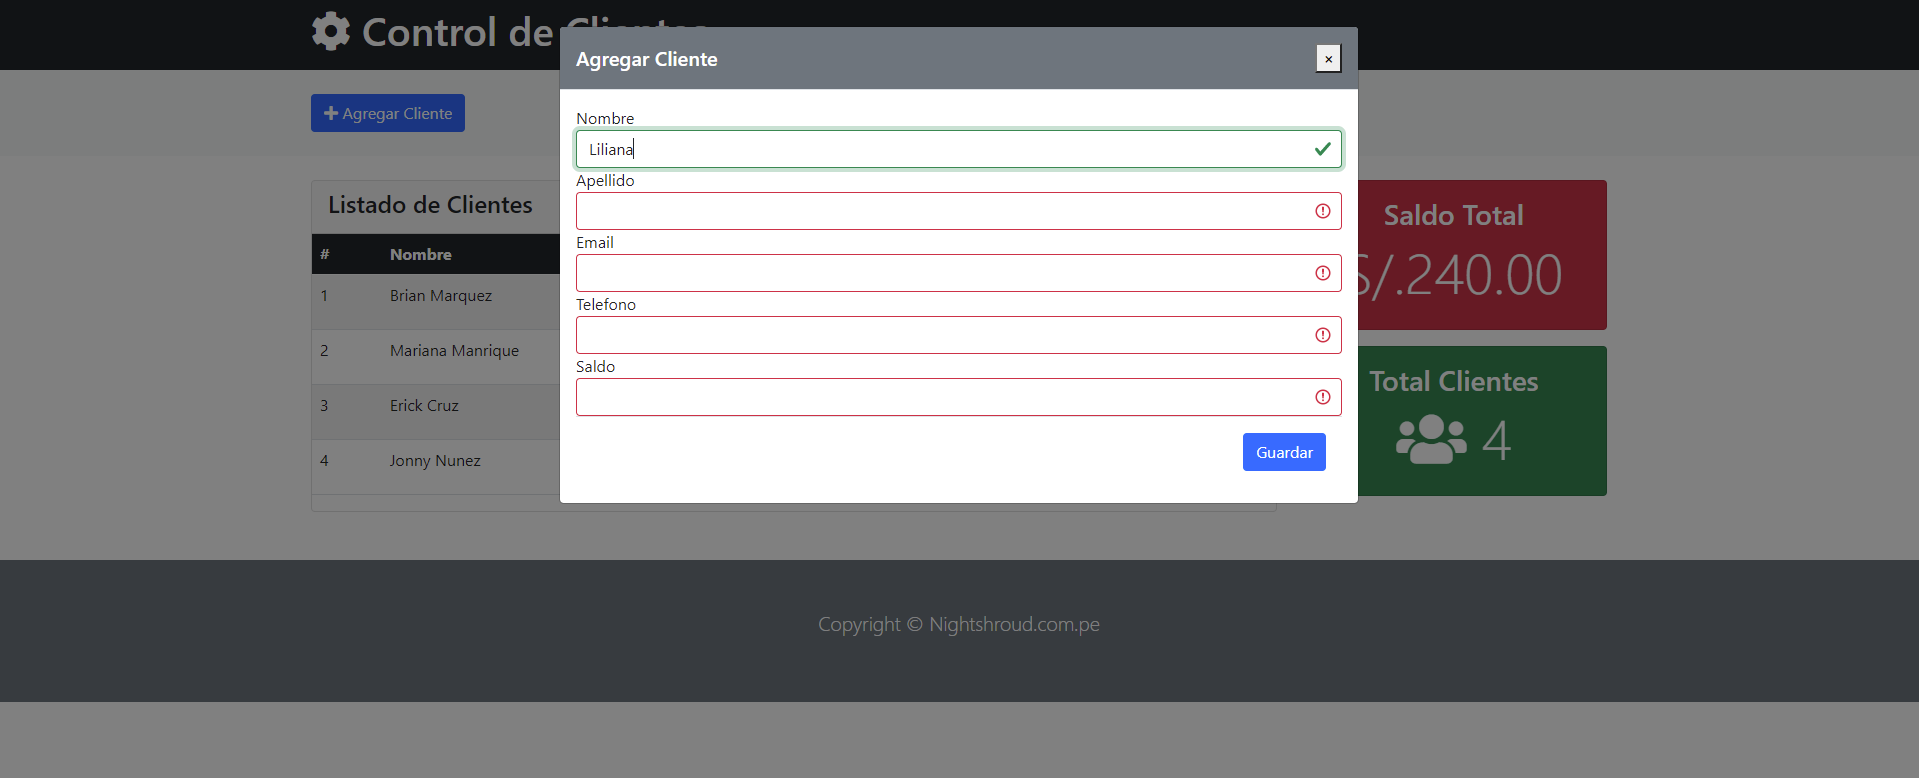 Control de Clientes
Agregar Cliente
×
Agregar Cliente
Nombre
Liliana
Apellido
Email
Telefono
Saldo
Guardar
Listado de Clientes
# Nombre
1 Brian Marquez
2 Mariana Manrique
3 Erick Cruz
4 Jonny Nunez
Saldo Total
S/.240.00
Total Clientes
4
Copyright © Nightshroud.com.pe